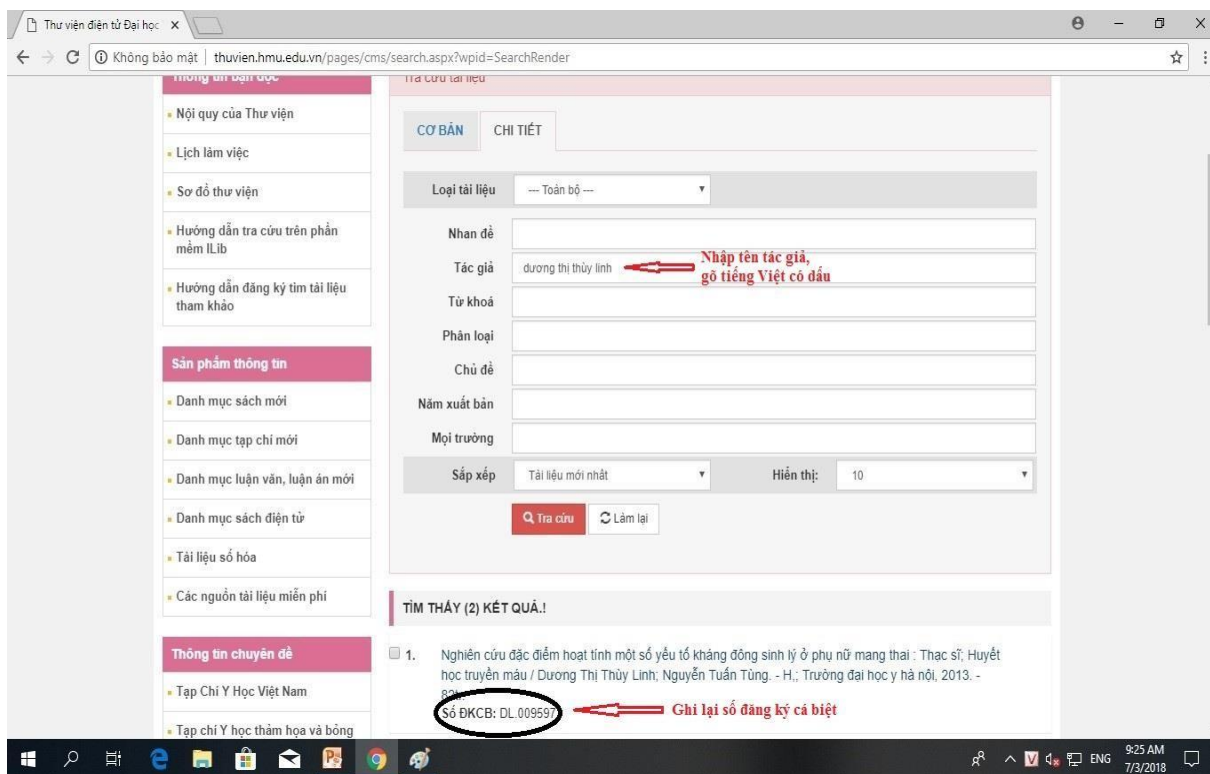 Thư viện điện tử Đại học
Không bảo mật | thuvien.hmu.edu.vn/pages/cms/search.aspx?wpid=SearchRender
Thông tin bạn đọc
Nội quy của Thư viện
Lịch làm việc
Sơ đồ thư viện
Hướng dẫn tra cứu trên phần
mềm ILib
Hướng dẫn đăng ký tìm tài liệu
tham khảo
Sản phẩm thông tin
Danh mục sách mới
Danh mục tạp chí mới
Danh mục luận văn, luận án mới
Danh mục sách điện tử
Tài liệu số hóa
Các nguồn tài liệu miễn phí
Thông tin chuyên đề
Tạp Chí Y Học Việt Nam
Tạp chí Y học thảm họa và bỏng
Tra cứu tài liệu
CƠ BẢN CHI TIẾT
Loại tài liệu --- Toàn bộ ---
Nhan đề
Tác giả dương thị thùy linh
Nhập tên tác giả,
gõ tiếng Việt có dấu
Từ khoá
Phân loại
Chủ đề
Năm xuất bản
Mọi trường
Sắp xếp Tài liệu mới nhất Hiển thị: 10
Tra cứu Làm lại
TÌM THẤY (2) KẾT QUẢ.!
1. Nghiên cứu đặc điểm hoạt tính một số yếu tố kháng đông sinh lý ở phụ nữ mang thai : Thạc sĩ; Huyết
học truyền máu / Dương Thị Thùy Linh; Nguyễn Tuấn Tùng. - H.; Trường đại học y hà nội, 2013. -
Số ĐKCB: DL.009597
Ghi lại số đăng ký cá biệt
ENG
9:25 AM
7/3/2018